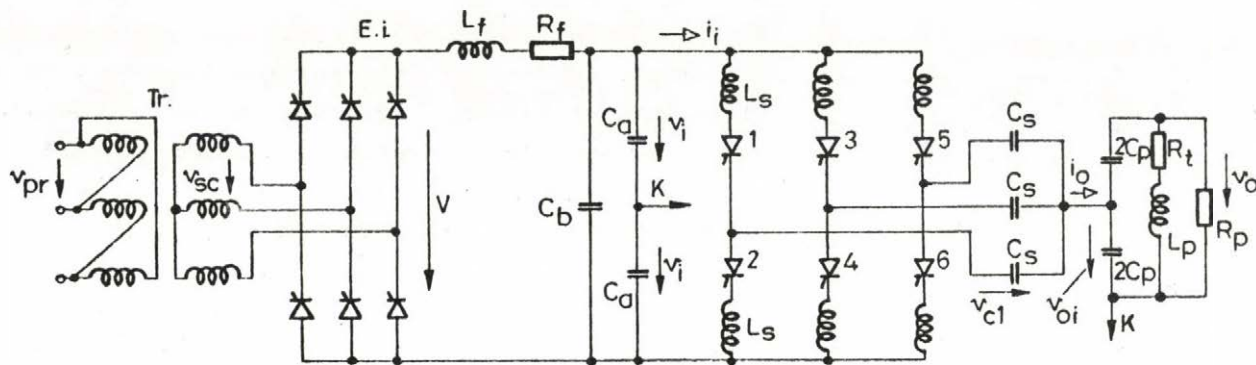 E.i.
L_f
R_f
i_i
Tr.
v_pr
v_sc
V
C_b
C_a
v_i
K
C_a
v_i
L_s
1
3
5
2
4
6
L_s
C_s
C_s
C_s
v_c1
i_o
v_oi
2C_p
2C_p
R_t
L_p
R_p
v_o
K